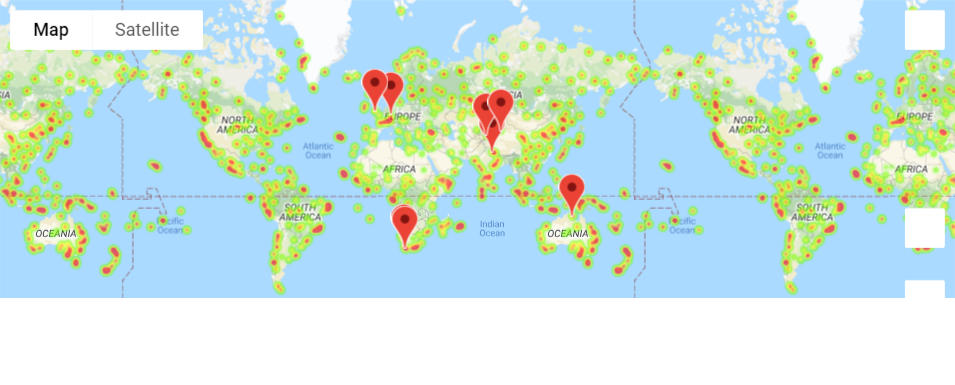 Map Satellite
NORTH
AMERICA
EUROPE
NORTH
AMERICA
Atlantic
Ocean
Atlantic
Ocean
AFRICA
AFRICA
SOUTH
AMERICA
SOUTH
AMERICA
Pacific
Ocean
Indian
Ocean
Pacific
Ocean
OCEANIA
OCEANIA